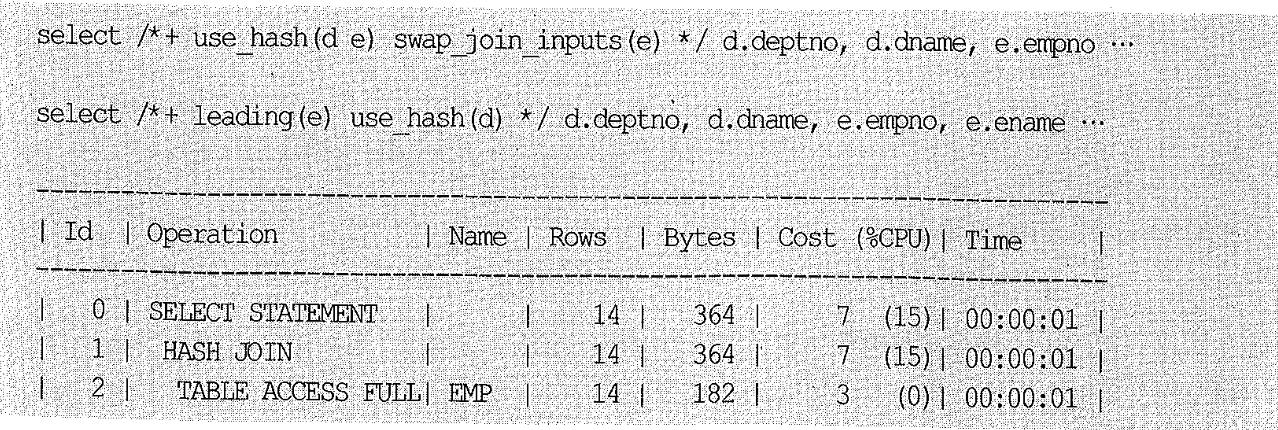 select /*+ use_hash(d e) swap_join_inputs(e) */ d.deptno, d.dname, e.empno …
select /*+ leading(e) use_hash(d) */ d.deptno, d.dname, e.empno, e.ename …
| Id | Operation | Name | Rows | Bytes | Cost (%CPU)| Time |
| 0 | SELECT STATEMENT | | 14 | 364 | 7 (15)| 00:00:01 |
| 1 | HASH JOIN | | 14 | 364 | 7 (15)| 00:00:01 |
| 2 | TABLE ACCESS FULL| EMP | 14 | 182 | 3 (0)| 00:00:01 |